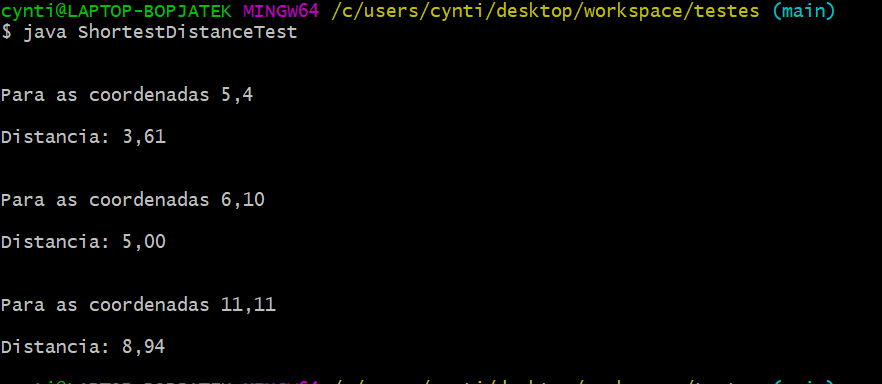 cynti@LAPTOP-BOPJATEK MINGW64 /c/users/cynti/desktop/workspace/testes (main)
$ java ShortestDistanceTest
Para as coordenadas 5,4
Distancia: 3,61
Para as coordenadas 6,10
Distancia: 5,00
Para as coordenadas 11,11
Distancia: 8,94